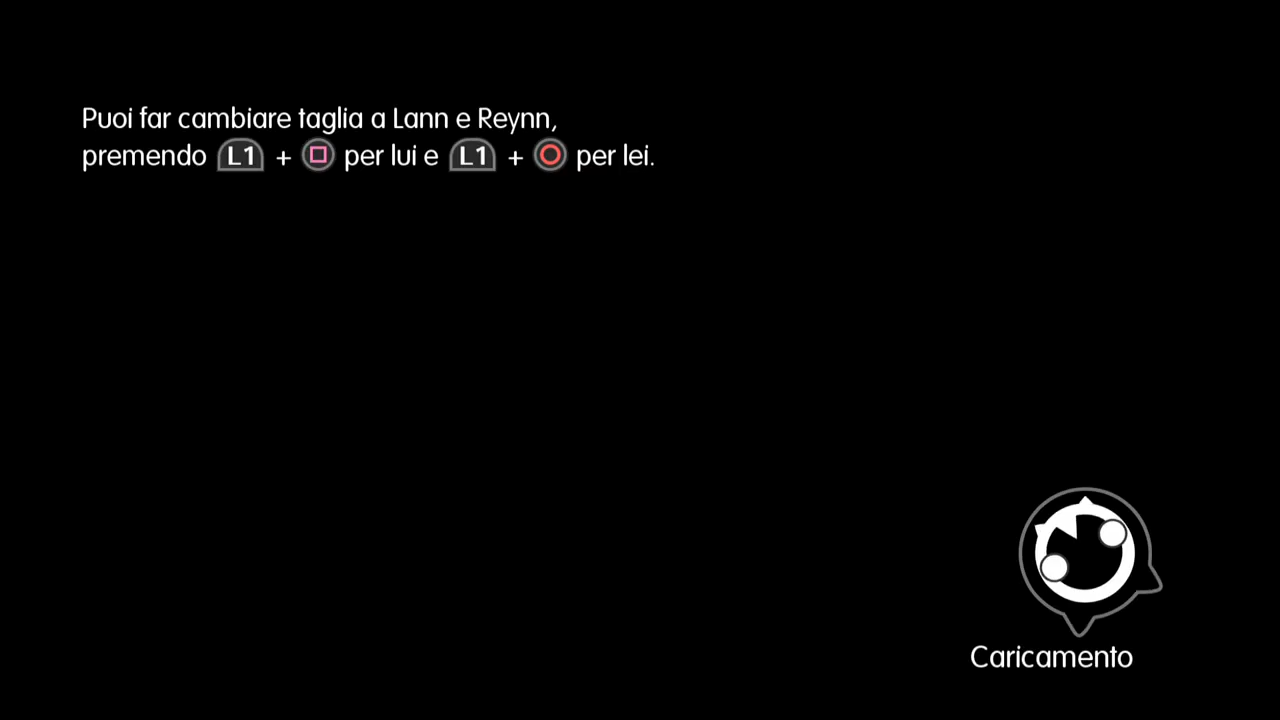 Puoi far cambiare taglia a Lann e Reynn,
premendo L1 + □ per lui e L1 + ○ per lei.
Caricamento